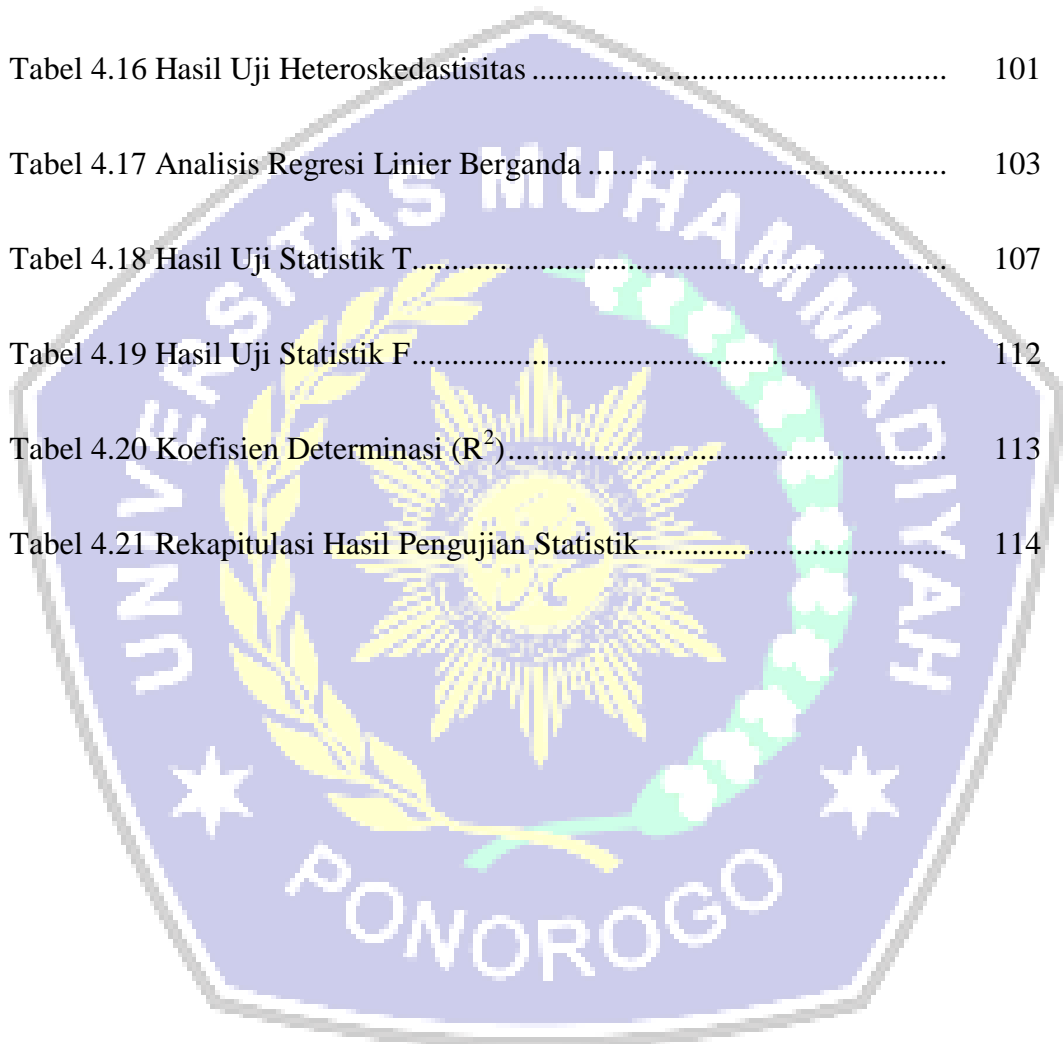 Tabel 4.16 Hasil Uji Heteroskedastisitas ................................................ 101
Tabel 4.17 Analisis Regresi Linier Berganda .......................................... 103
Tabel 4.18 Hasil Uji Statistik T.............................................................. 107
Tabel 4.19 Hasil Uji Statistik F.............................................................. 112
Tabel 4.20 Koefisien Determinasi (R²)................................................... 113
Tabel 4.21 Rekapitulasi Hasil Pengujian Statistik................................... 114
UNIVERSITAS MUHAMMADIYAH
PONOROGO